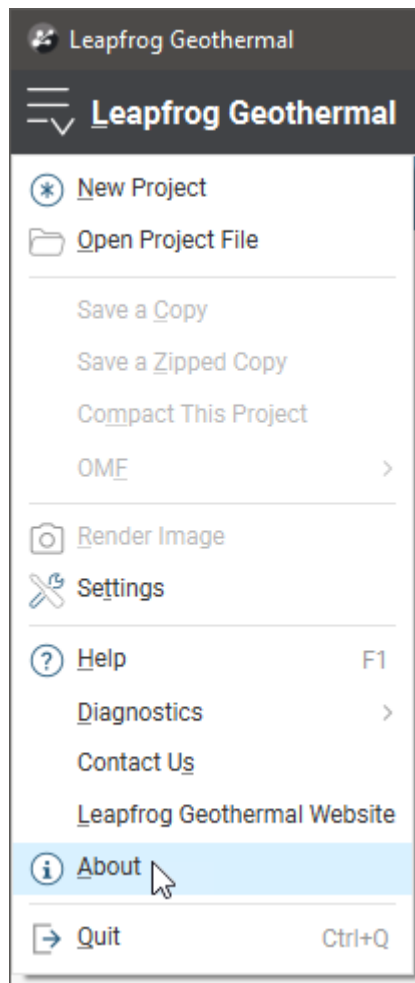 Leapfrog Geothermal
Leapfrog Geothermal
New Project
Open Project File
Save a Copy
Save a Zipped Copy
Compact This Project
OMF
Render Image
Settings
Help F1
Diagnostics
Contact Us
Leapfrog Geothermal Website
About
Quit Ctrl+Q